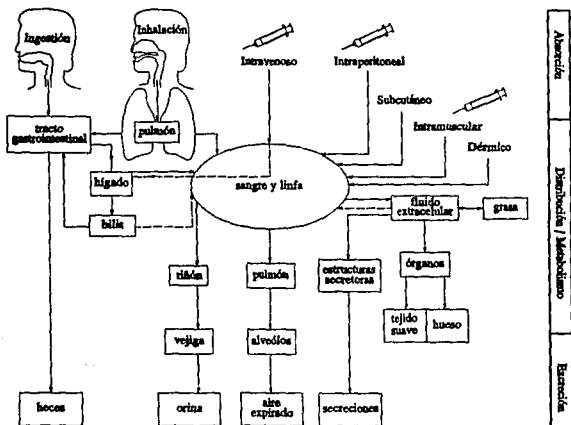 Ingestión
Inhalación
Intravenoso
Intraperitoneal
Subcutáneo
Intramuscular
Dérmico
tracto
gastrointestinal
pulmón
hígado
bilis
sangre y linfa
fluido
extracelular
grasa
riñón
pulmón
estructuras
secretoras
órganos
tejido
suave
hueso
vejiga
alveólos
heces
orina
aire
expirado
secreciones
Absorción
Distribución / Metabolismo
Excreción